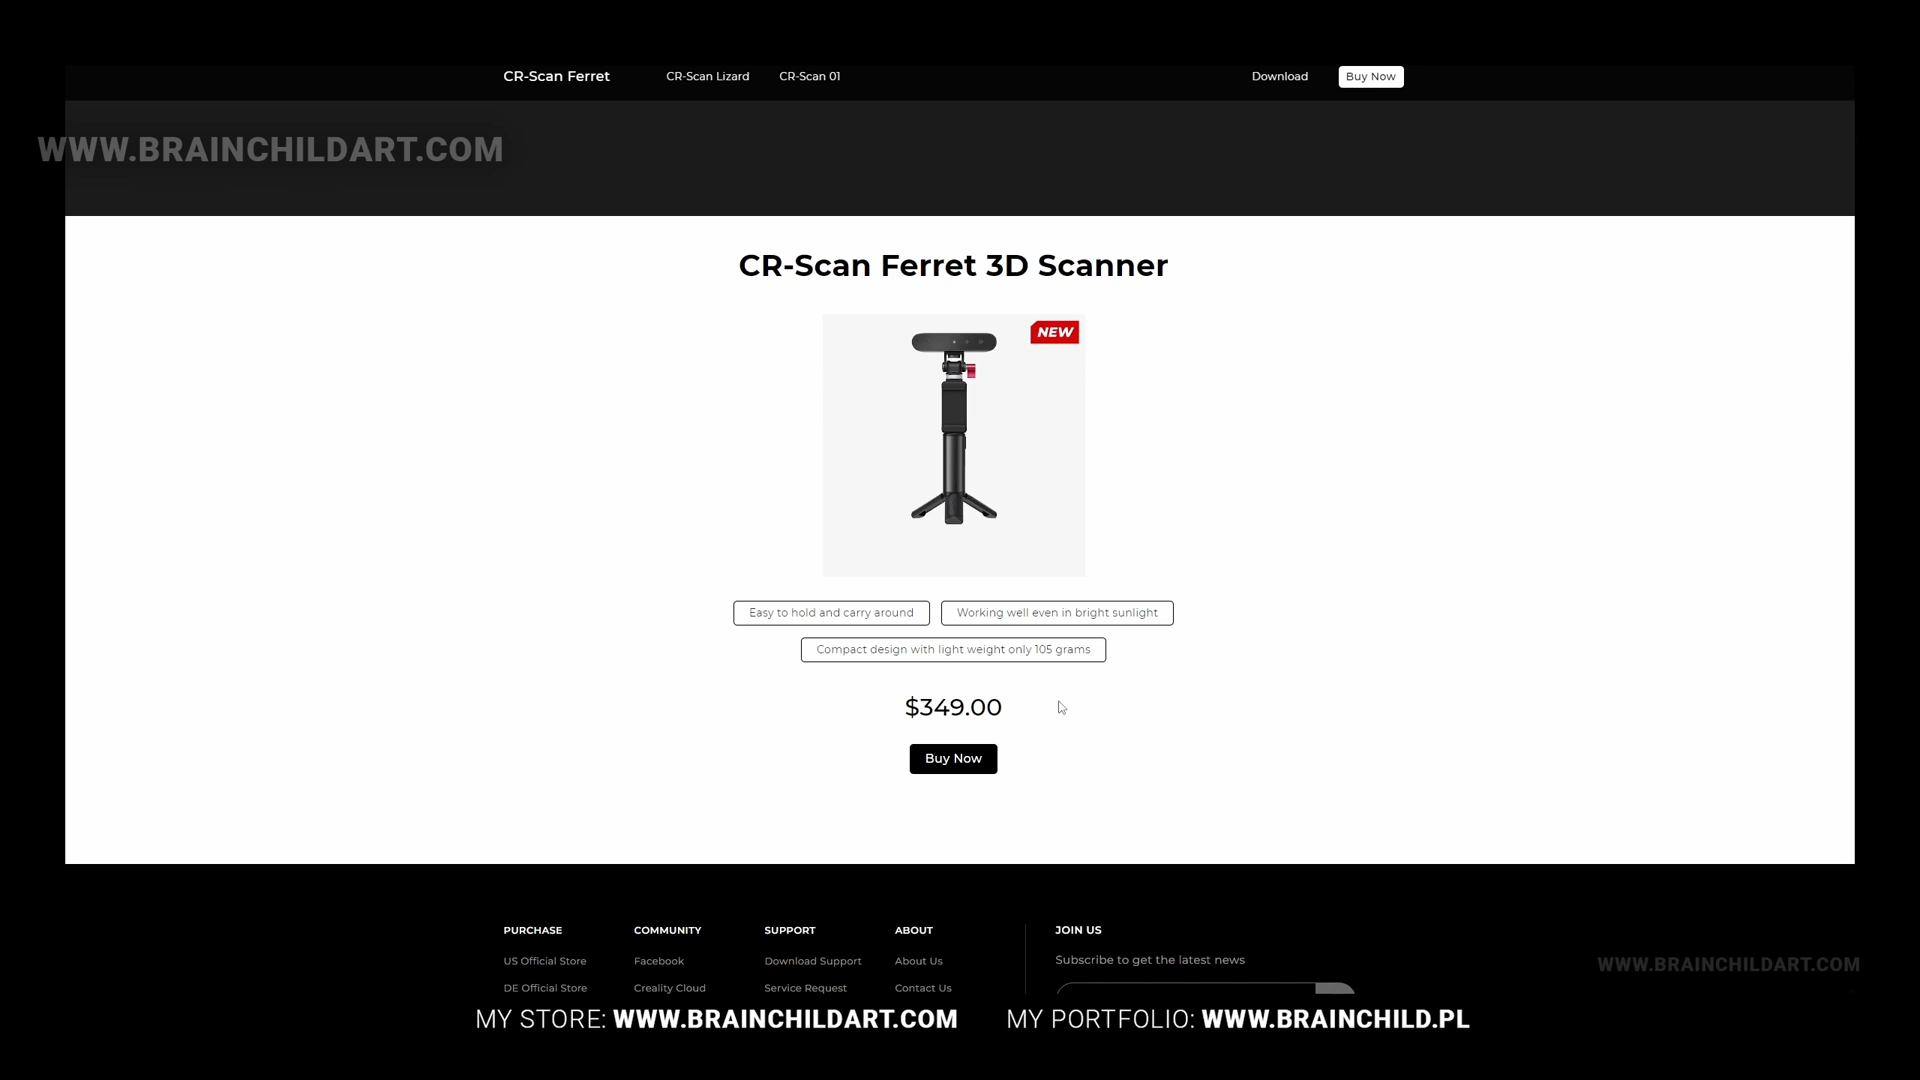 CR-Scan Ferret
CR-Scan Lizard
CR-Scan 01
Download
Buy Now
WWW.BRAINCHILDART.COM
CR-Scan Ferret 3D Scanner
NEW
Easy to hold and carry around
Working well even in bright sunlight
Compact design with light weight only 105 grams
$349.00
Buy Now
PURCHASE
US Official Store
DE Official Store
COMMUNITY
Facebook
Creality Cloud
SUPPORT
Download Support
Service Request
ABOUT
About Us
Contact Us
JOIN US
Subscribe to get the latest news
WWW.BRAINCHILDART.COM
MY STORE: WWW.BRAINCHILDART.COM
MY PORTFOLIO: WWW.BRAINCHILD.PL